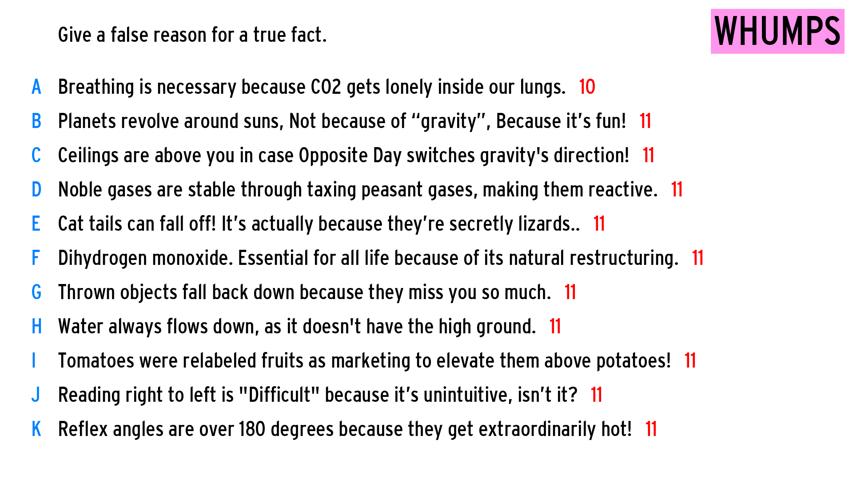 Give a false reason for a true fact.
WHUMPS
A Breathing is necessary because CO2 gets lonely inside our lungs. 10
B Planets revolve around suns, Not because of “gravity”, Because it’s fun! 11
C Ceilings are above you in case Opposite Day switches gravity's direction! 11
D Noble gases are stable through taxing peasant gases, making them reactive. 11
E Cat tails can fall off! It’s actually because they’re secretly lizards.. 11
F Dihydrogen monoxide. Essential for all life because of its natural restructuring. 11
G Thrown objects fall back down because they miss you so much. 11
H Water always flows down, as it doesn't have the high ground. 11
I Tomatoes were relabeled fruits as marketing to elevate them above potatoes! 11
J Reading right to left is "Difficult" because it’s unintuitive, isn’t it? 11
K Reflex angles are over 180 degrees because they get extraordinarily hot! 11